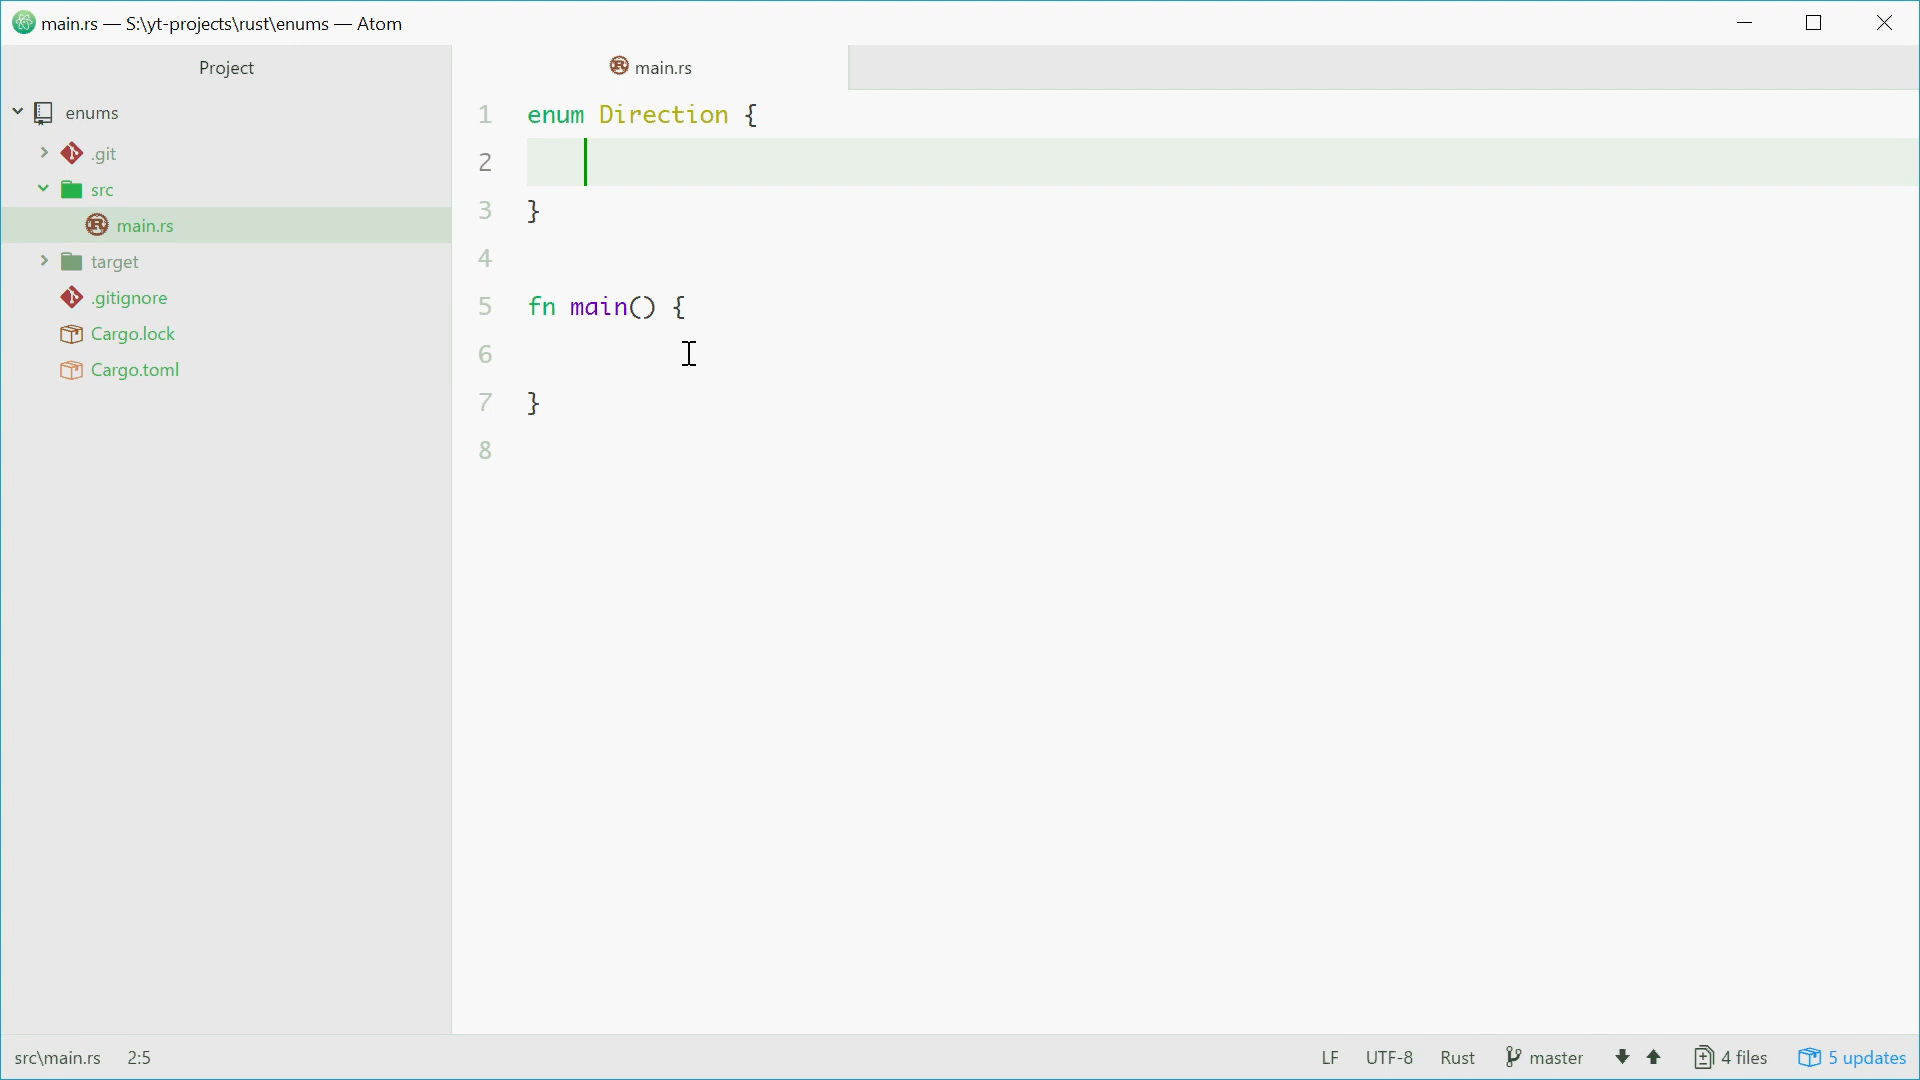 main.rs — S:\yt-projects\rust\enums — Atom
Project
enums
.git
src
main.rs
target
.gitignore
Cargo.lock
Cargo.toml
main.rs
1 enum Direction {
2
3 }
4
5 fn main() {
6
7 }
8
src\main.rs 2:5 LF UTF-8 Rust master 4 files 5 updates